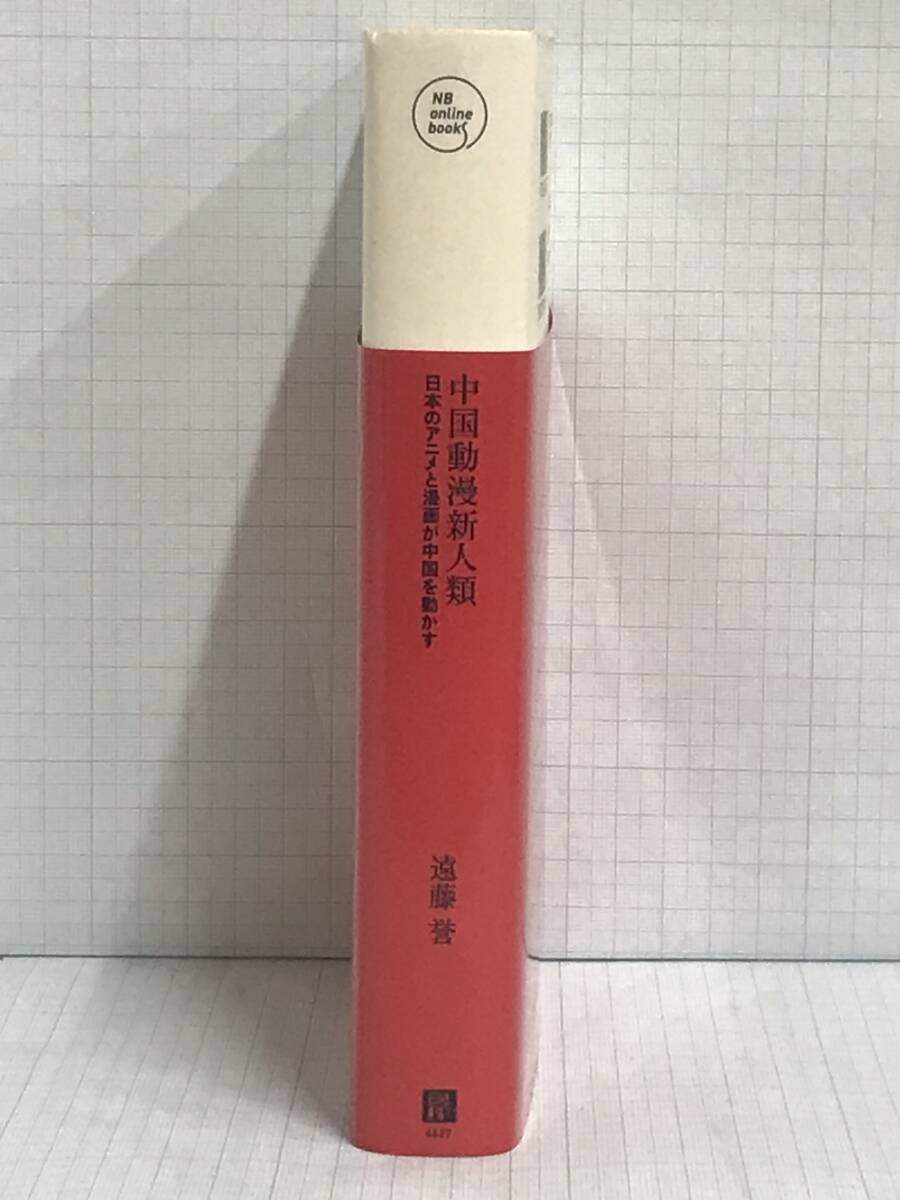 NB
online
books
中国動漫新人類
日本のアニメと漫画が中国を動かす
遠藤 誉